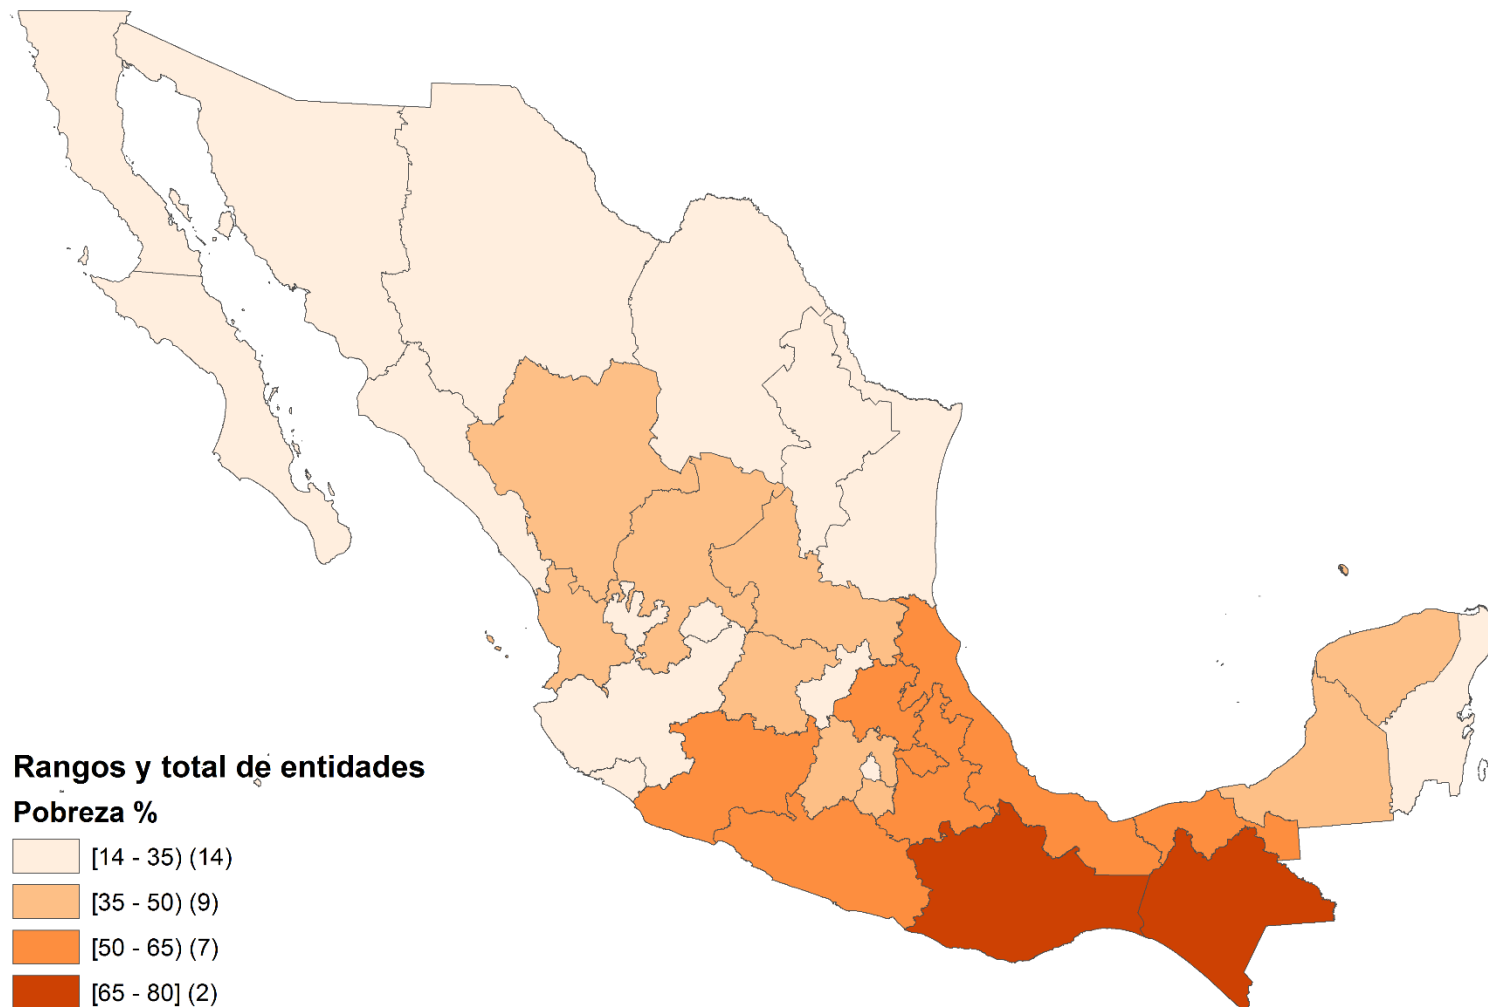 Rangos y total de entidades
Pobreza %
[14 - 35) (14)
[35 - 50) (9)
[50 - 65) (7)
[65 - 80] (2)